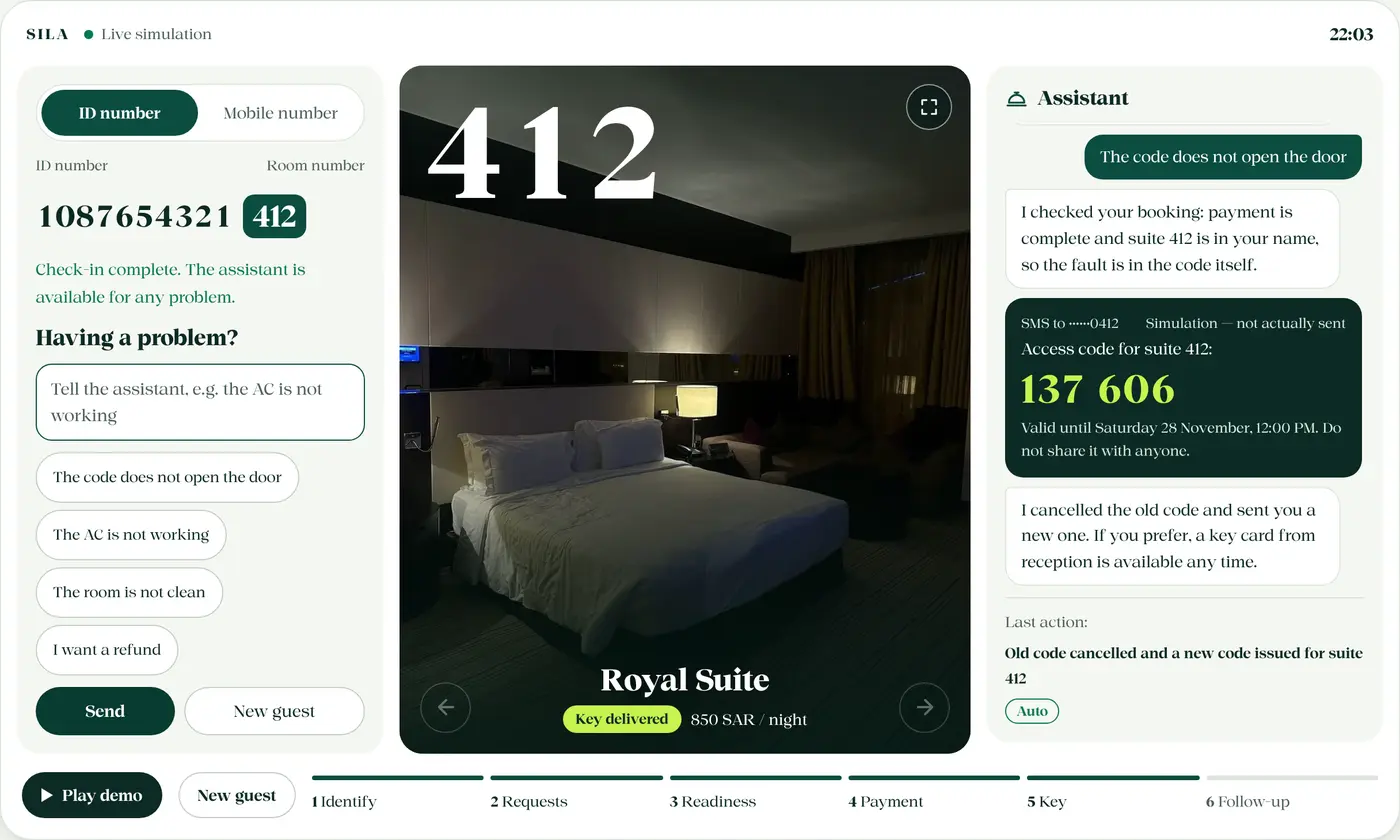 SILA
Live simulation
22:03
ID number
Mobile number
ID number
Room number
1087654321
412
Check-in complete. The assistant is
available for any problem.
Having a problem?
Tell the assistant, e.g. the AC is not
working
The code does not open the door
The AC is not working
The room is not clean
I want a refund
Send
New guest
412
Royal Suite
Key delivered
850 SAR / night
Assistant
The code does not open the door
I checked your booking: payment is
complete and suite 412 is in your name,
so the fault is in the code itself.
SMS to ······0412
Simulation — not actually sent
Access code for suite 412:
137 606
Valid until Saturday 28 November, 12:00 PM. Do
not share it with anyone.
I cancelled the old code and sent you a
new one. If you prefer, a key card from
reception is available any time.
Last action:
Old code cancelled and a new code issued for suite
412
Auto
Play demo
New guest
1 Identify
2 Requests
3 Readiness
4 Payment
5 Key
6 Follow-up